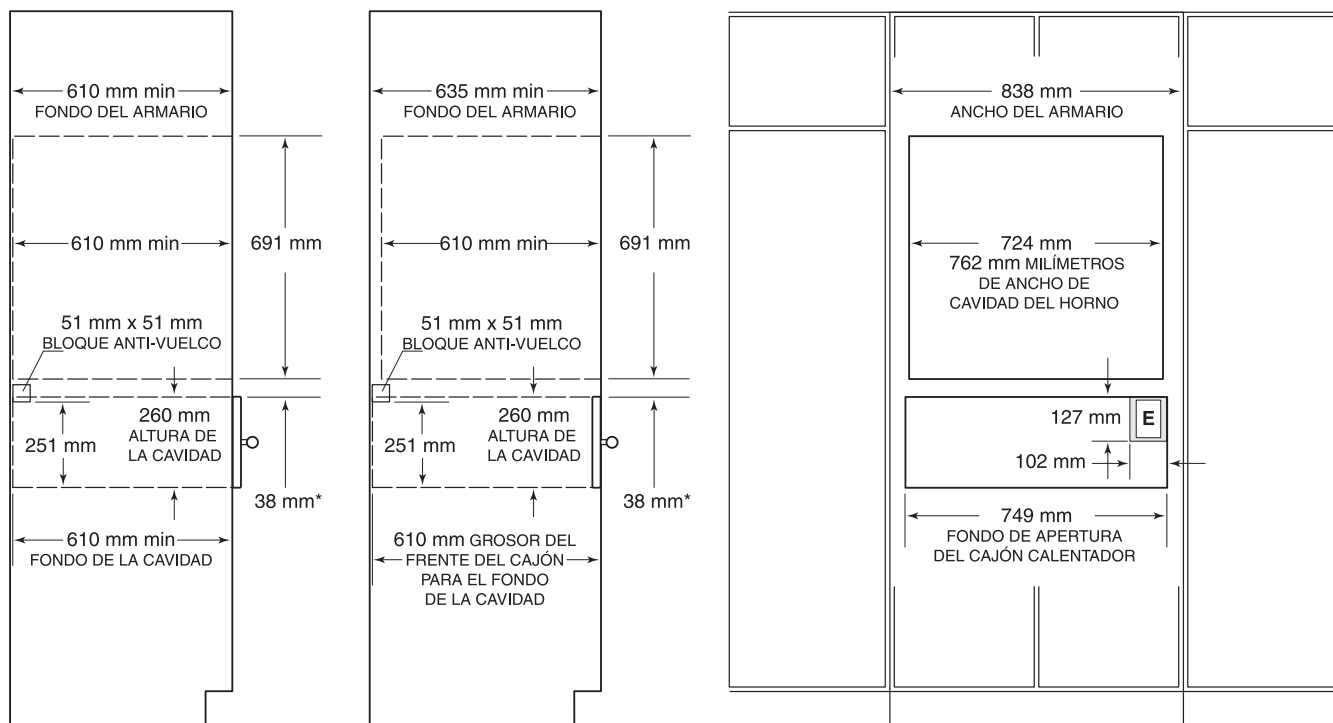 610 mm min
FONDO DEL ARMARIO
610 mm min
691 mm
51 mm x 51 mm
BLOQUE ANTI-VUELCO
251 mm
260 mm
ALTURA DE
LA CAVIDAD
38 mm*
610 mm min
FONDO DE LA CAVIDAD
635 mm min
FONDO DEL ARMARIO
610 mm min
691 mm
51 mm x 51 mm
BLOQUE ANTI-VUELCO
251 mm
260 mm
ALTURA DE
LA CAVIDAD
38 mm*
610 mm GROSOR DEL
FRENTE DEL CAJÓN
PARA EL FONDO
DE LA CAVIDAD
838 mm
ANCHO DEL ARMARIO
724 mm
762 mm MILÍMETROS
DE ANCHO DE
CAVIDAD DEL HORNO
127 mm
E
102 mm
749 mm
FONDO DE APERTURA
DEL CAJÓN CALENTADOR